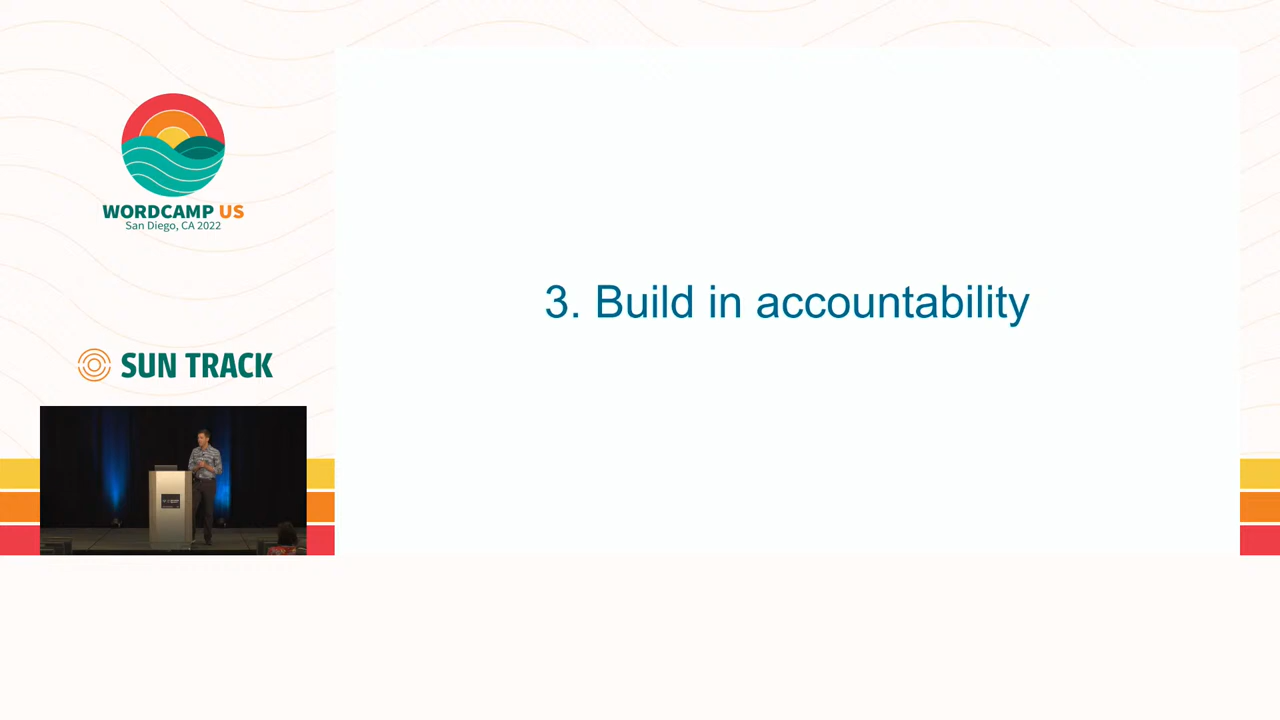 WORDCAMP US
San Diego, CA 2022
SUN TRACK
3. Build in accountability